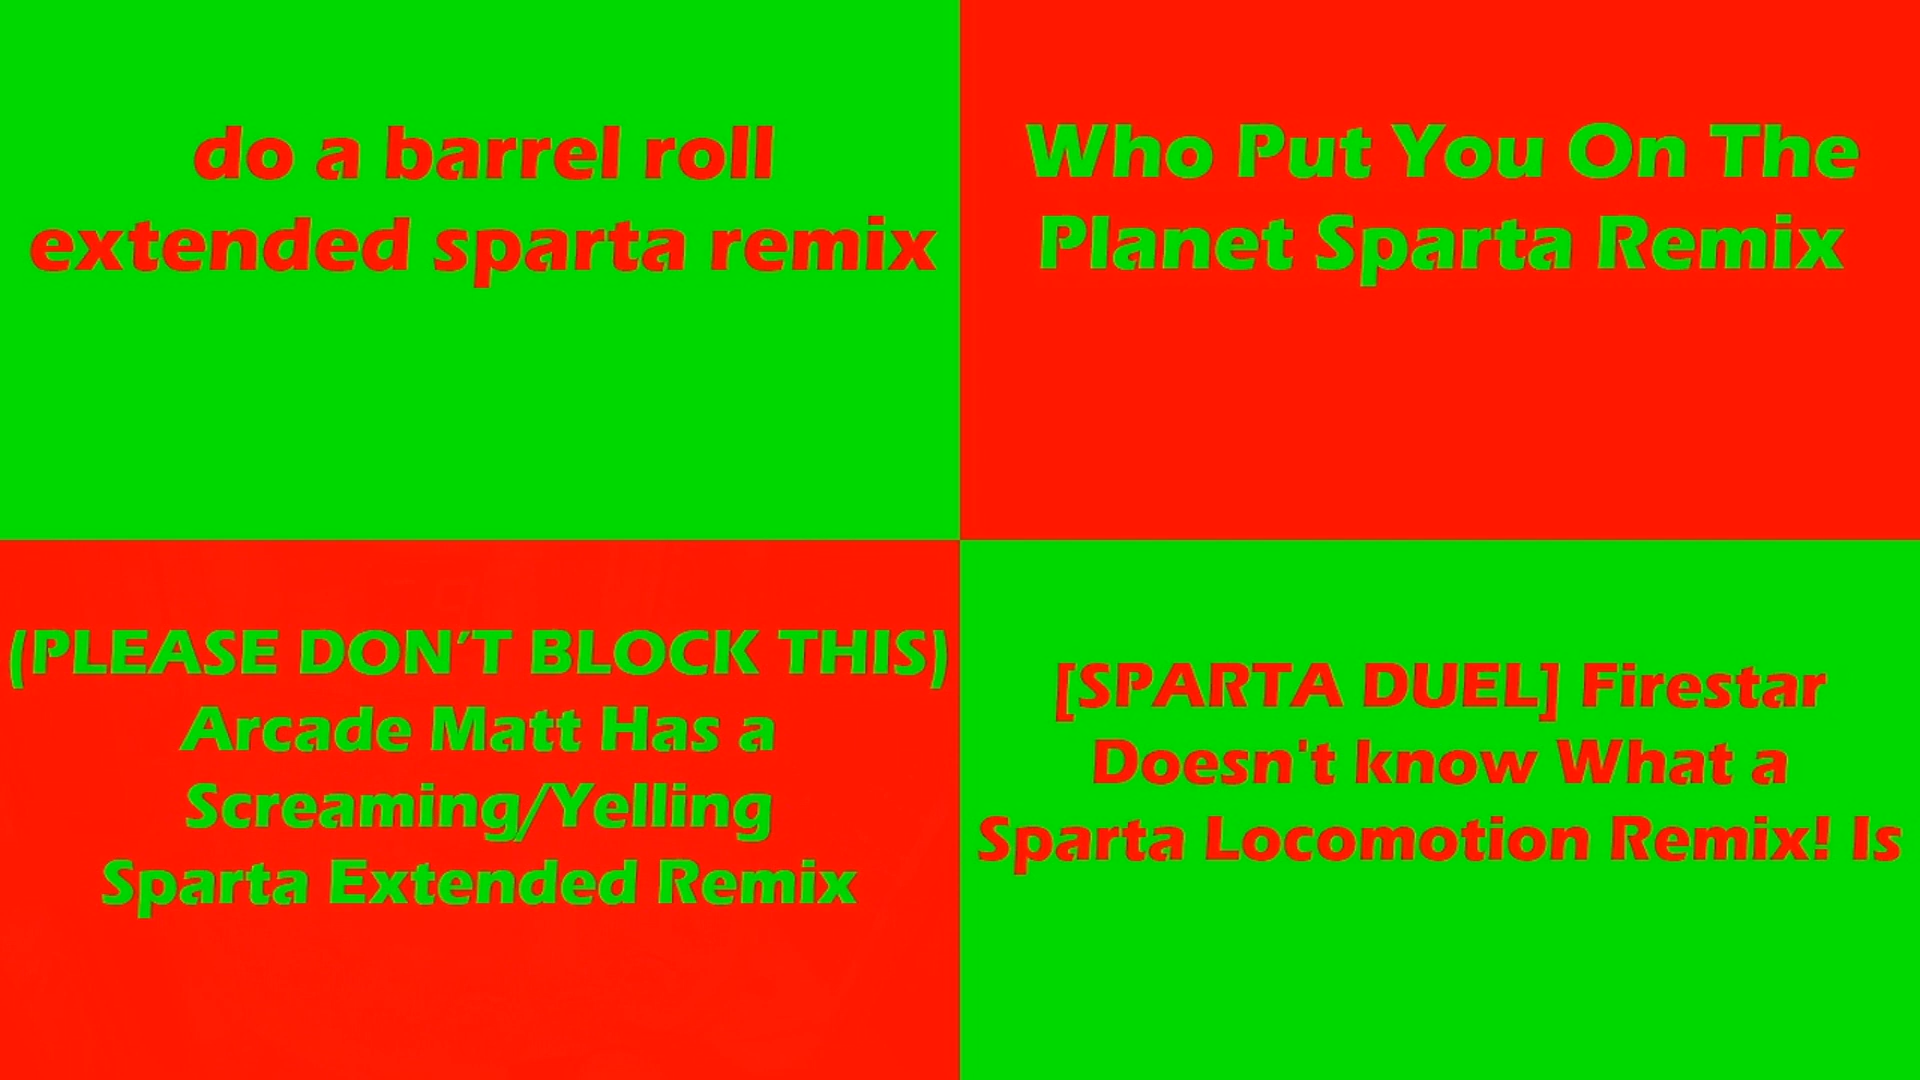 do a barrel roll
extended sparta remix
Who Put You On The
Planet Sparta Remix
(PLEASE DON'T BLOCK THIS)
Arcade Matt Has a
Screaming/Yelling
Sparta Extended Remix
[SPARTA DUEL] Firestar
Doesn't know What a
Sparta Locomotion Remix! Is